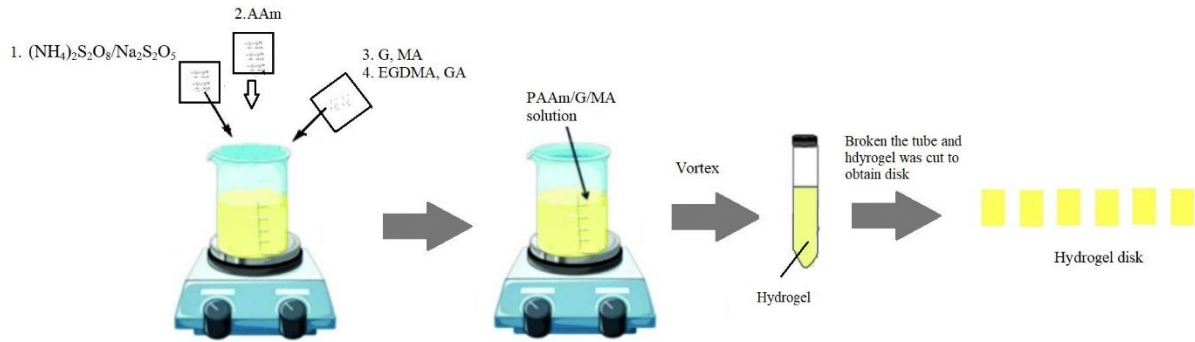 2.AAm
1. (NH₄)₂S₂O₈/Na₂S₂O₅
3. G, MA
4. EGDMA, GA
PAAm/G/MA
solution
Vortex
Broken the tube and
hdyrogel was cut to
obtain disk
Hydrogel
Hydrogel disk